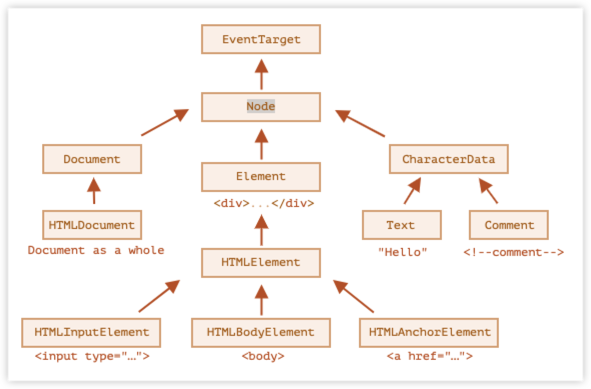 EventTarget
Node
Document
Element
CharacterData
<div>...</div>
HTMLDocument
Text
Comment
Document as a whole
"Hello"
<!--comment-->
HTMLElement
HTMLInputElement
HTMLBodyElement
HTMLAnchorElement
<input type="…">
<body>
<a href="…">